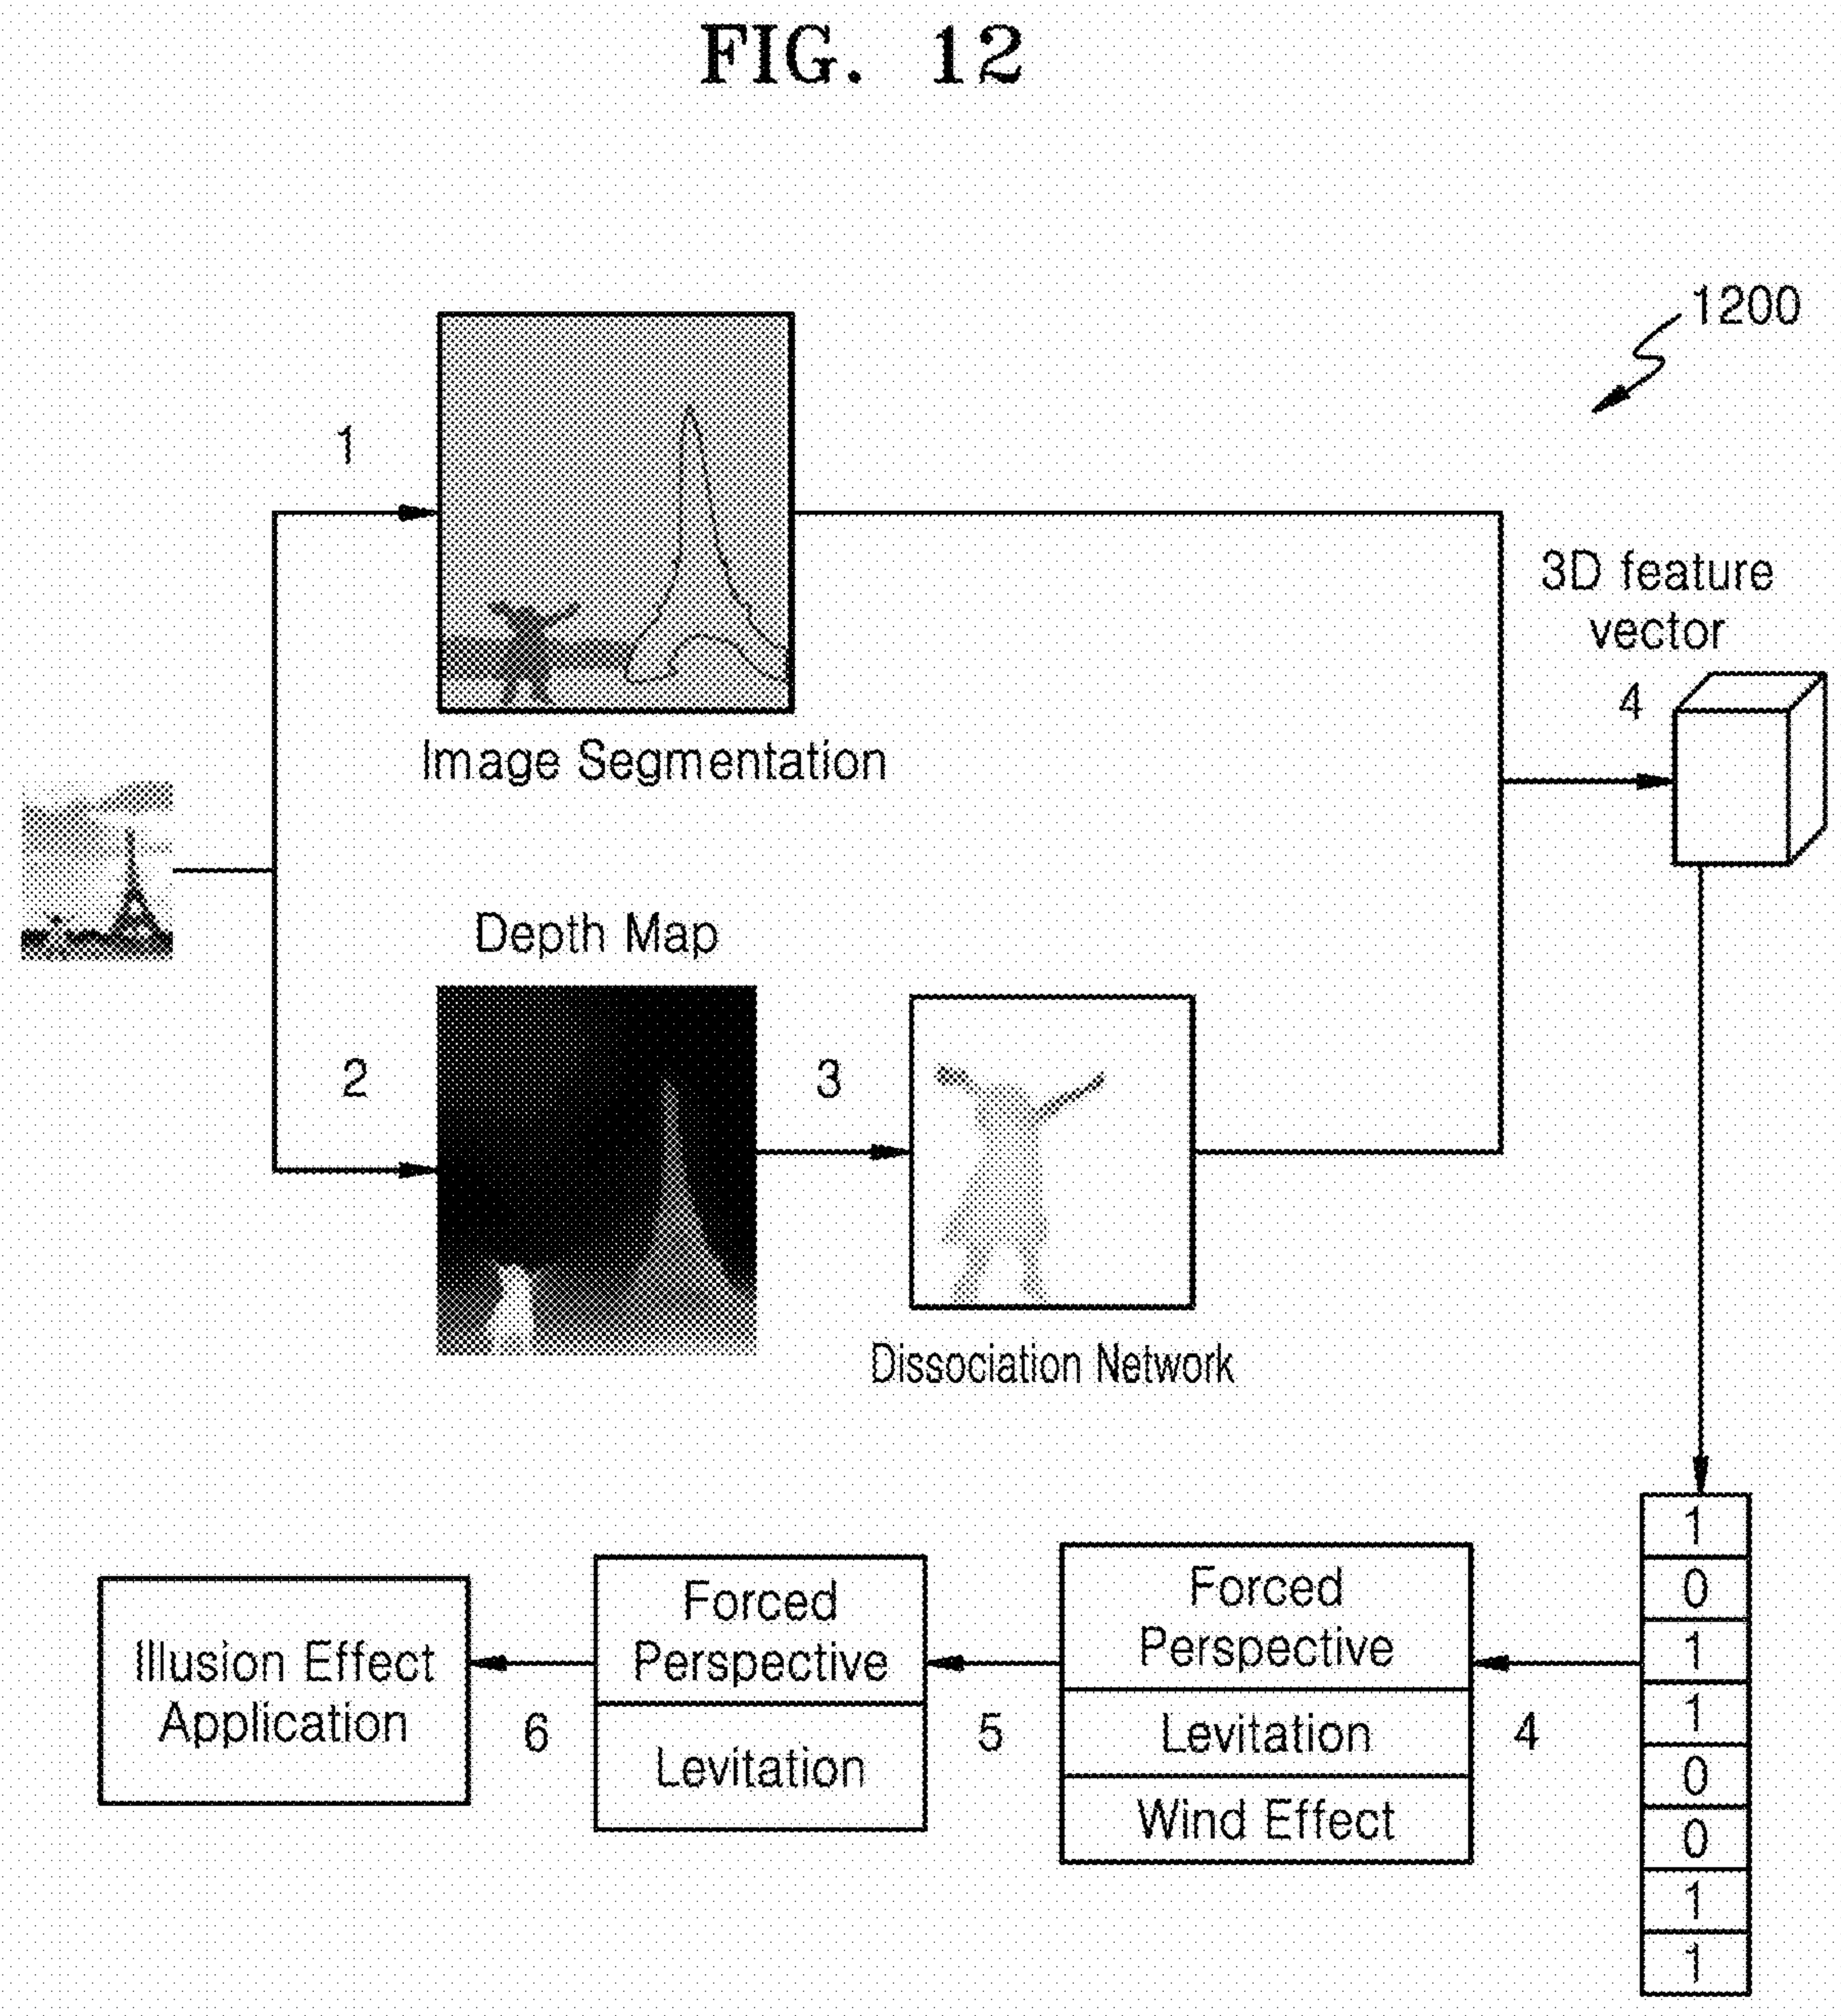 FIG. 12
1200
1
3D feature
vector
4
Image Segmentation
Depth Map
2
3
Dissociation Network
1
0
1
1
0
0
1
1
Forced
Perspective
Levitation
Wind Effect
4
Forced
Perspective
Levitation
5
Illusion Effect
Application
6